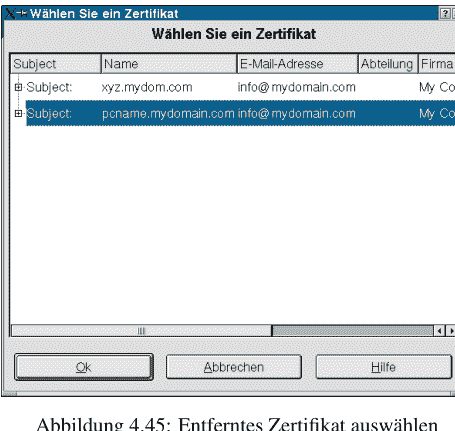 Wählen Sie ein Zertifikat
Wählen Sie ein Zertifikat
Subject Name E-Mail-Adresse Abteilung Firma
Subject: xyz.mydom.com info@mydomain.com My Co
Subject: pcname.mydomain.com info@mydomain.com My Co
Ok Abbrechen Hilfe
Abbildung 4.45: Entferntes Zertifikat auswählen